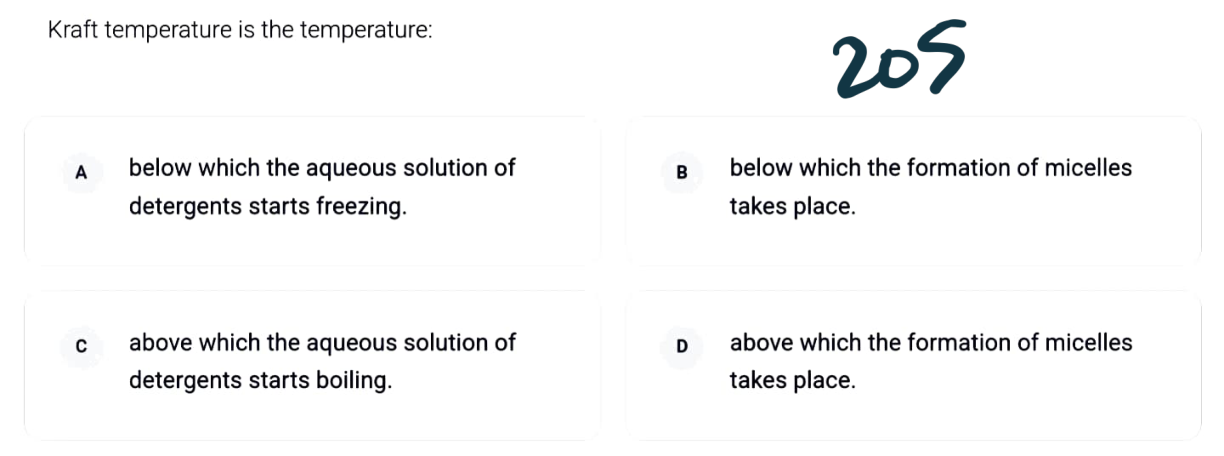 Kraft temperature is the temperature:
205
A
below which the aqueous solution of
detergents starts freezing.
B
below which the formation of micelles
takes place.
C
above which the aqueous solution of
detergents starts boiling.
D
above which the formation of micelles
takes place.